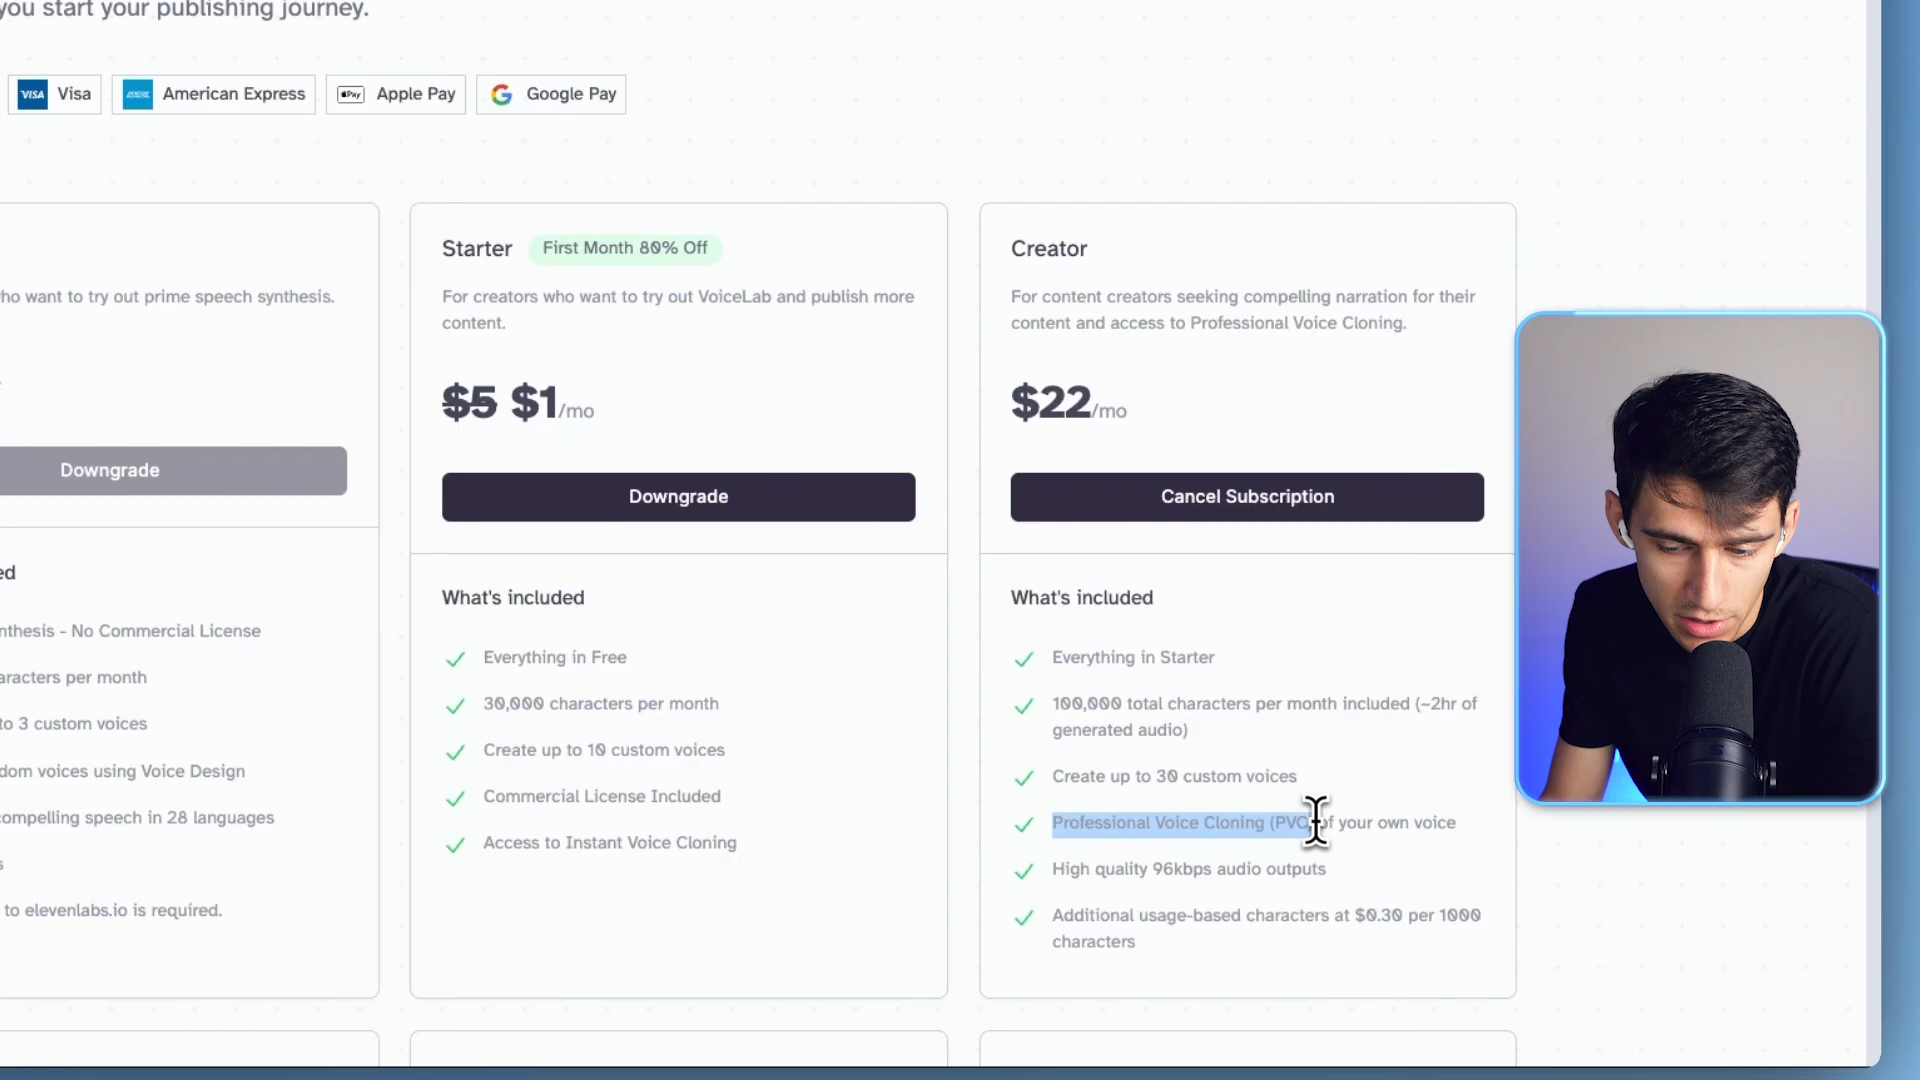 you start your publishing journey.
VISA Visa
American Express
Pay Apple Pay
G Google Pay
ho want to try out prime speech synthesis.
Downgrade
ed
nthesis - No Commercial License
aracters per month
to 3 custom voices
dom voices using Voice Design
compelling speech in 28 languages
s
to elevenlabs.io is required.
Starter First Month 80% Off
For creators who want to try out VoiceLab and publish more
content.
$5 $1/mo
Downgrade
What's included
Everything in Free
30,000 characters per month
Create up to 10 custom voices
Commercial License Included
Access to Instant Voice Cloning
Creator
For content creators seeking compelling narration for their
content and access to Professional Voice Cloning.
$22/mo
Cancel Subscription
What's included
Everything in Starter
100,000 total characters per month included (~2hr of
generated audio)
Create up to 30 custom voices
Professional Voice Cloning (PVC) of your own voice
High quality 96kbps audio outputs
Additional usage-based characters at $0.30 per 1000
characters